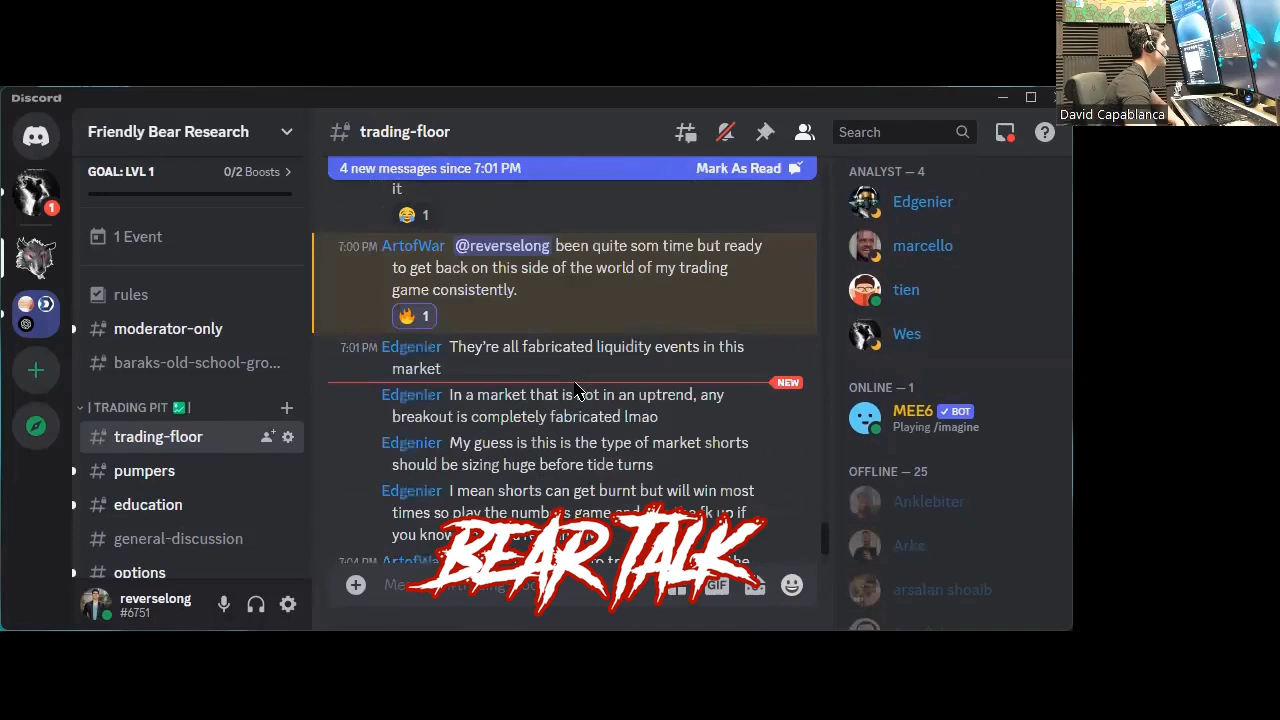 Discord
David Capablanca
Friendly Bear Research
GOAL: LVL 1
0/2 Boosts
1 Event
rules
moderator-only
baraks-old-school-gro...
| TRADING PIT |
trading-floor
pumpers
education
general-discussion
options
reverselong
#6751
1
trading-floor
Search
4 new messages since 7:01 PM
Mark As Read
it
1
7:00 PM ArtofWar @reverselong been quite som time but ready
to get back on this side of the world of my trading
game consistently.
1
7:01 PM Edgenier They're all fabricated liquidity events in this
market
NEW
Edgenier In a market that is not in an uptrend, any
breakout is completely fabricated lmao
Edgenier My guess is this is the type of market shorts
should be sizing huge before tide turns
Edgenier I mean shorts can get burnt but will win most
times so play the numbers game
if
you know
7:04 PM ArtofWar
BEAR TALK
GIF
ANALYST — 4
Edgenier
marcello
tien
Wes
ONLINE — 1
MEE6 BOT
Playing /imagine
OFFLINE — 25
Anklebiter
Arks
arsalan shoaib